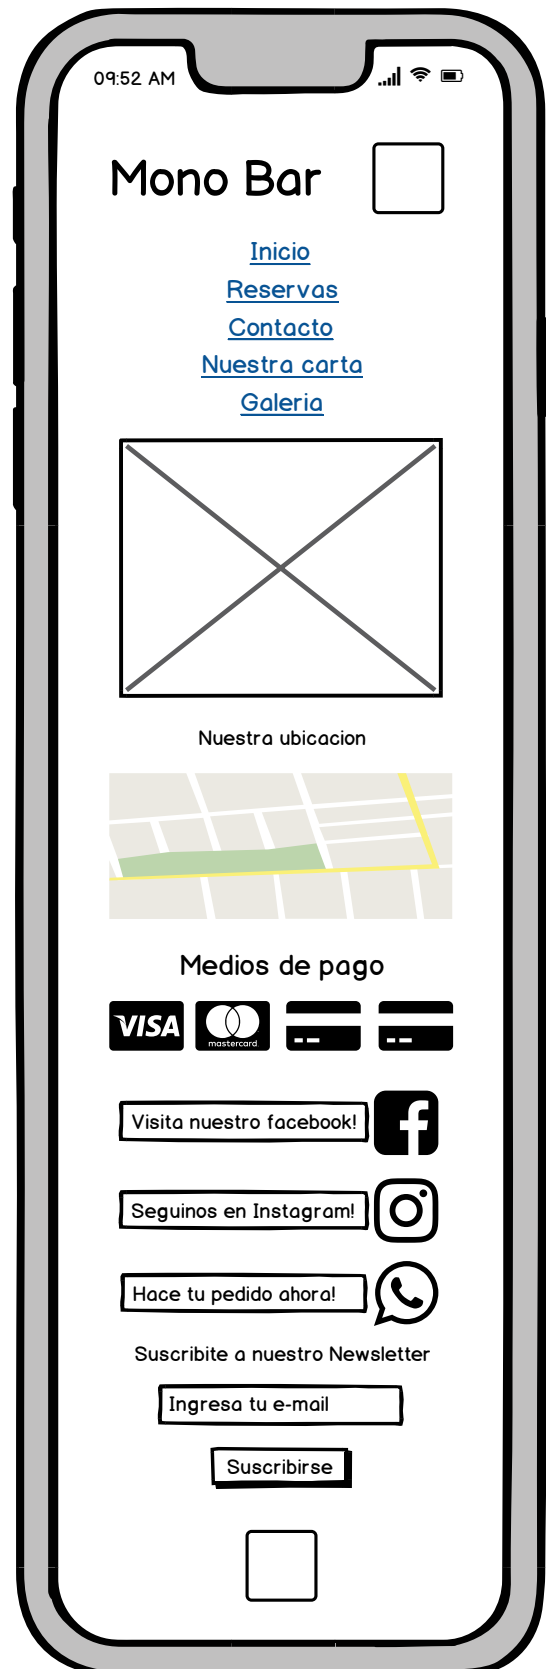 09:52 AM
Mono Bar
Inicio
Reservas
Contacto
Nuestra carta
Galeria
Nuestra ubicacion
Medios de pago
VISA
mastercard
Visita nuestro facebook!
Seguinos en Instagram!
Hace tu pedido ahora!
Suscribite a nuestro Newsletter
Ingresa tu e-mail
Suscribirse